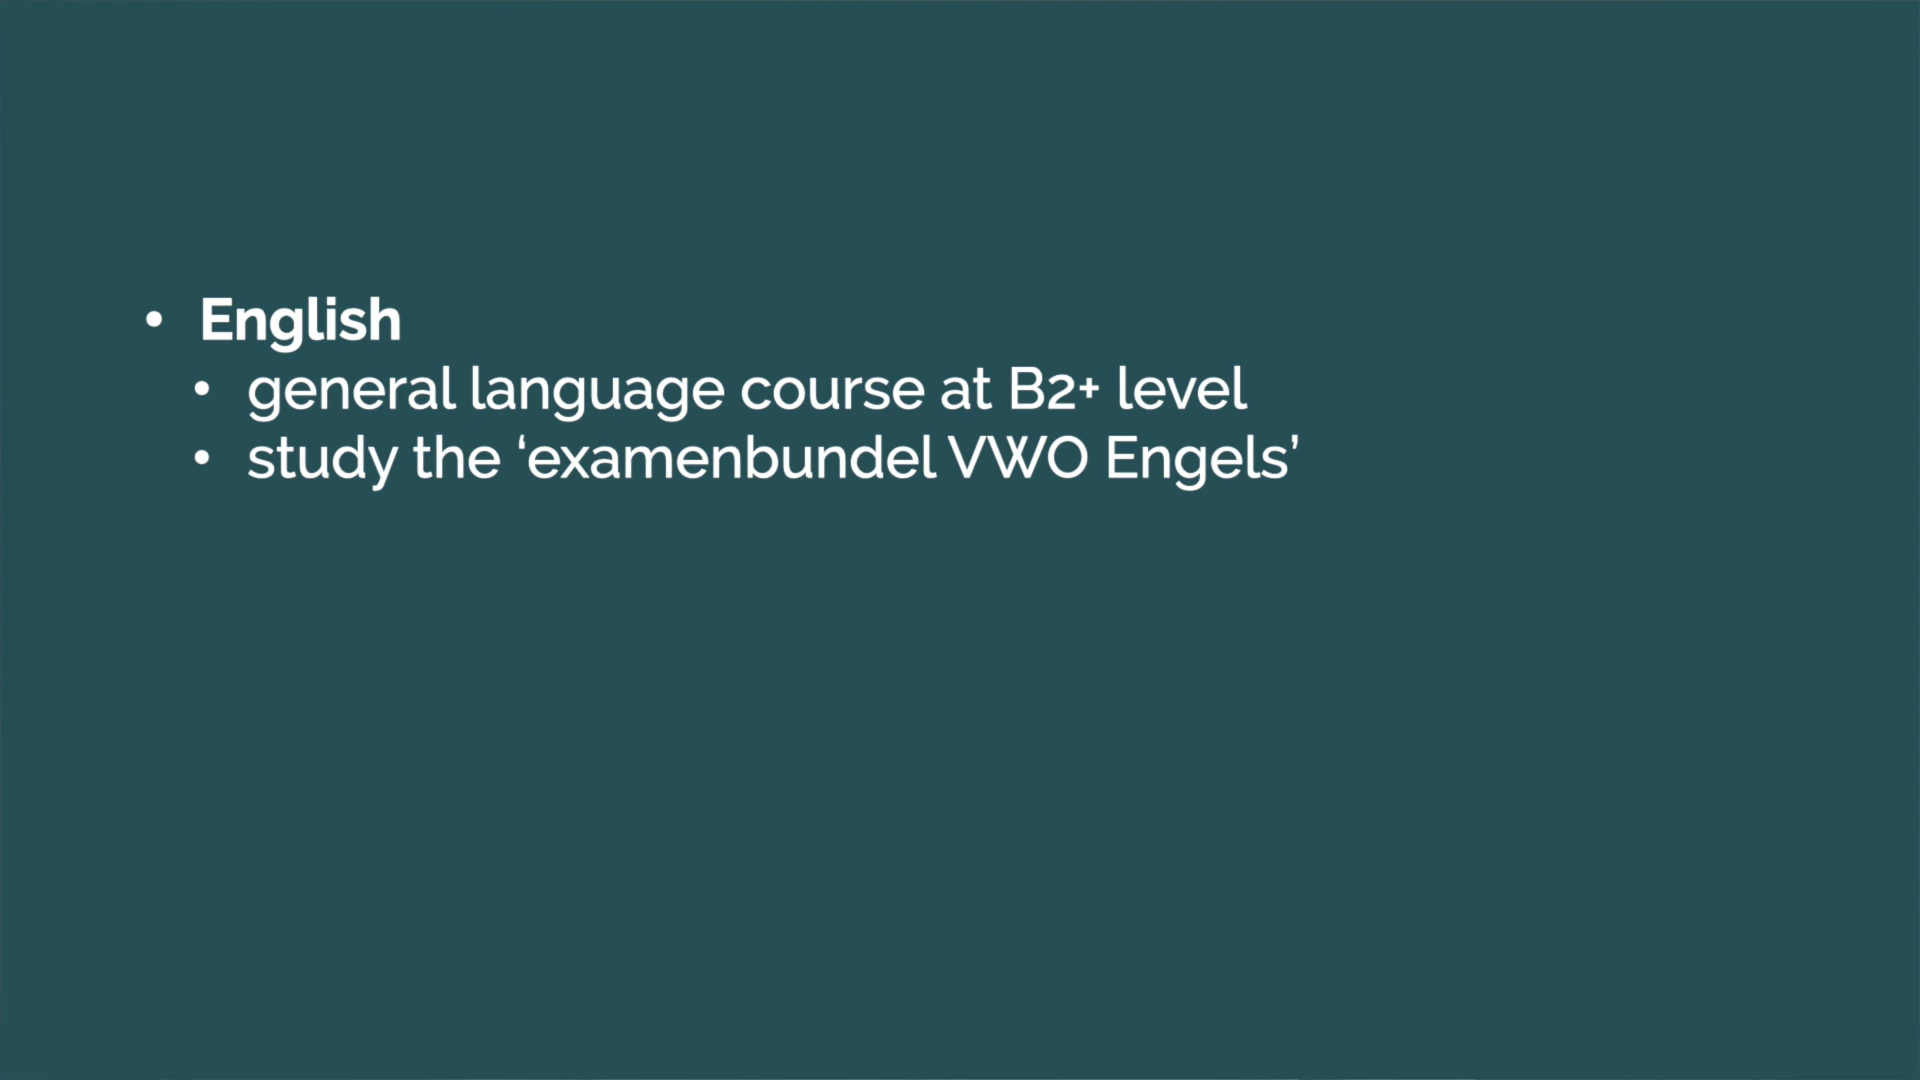 • English
• general language course at B2+ level
• study the ‘examenbundel VWO Engels’